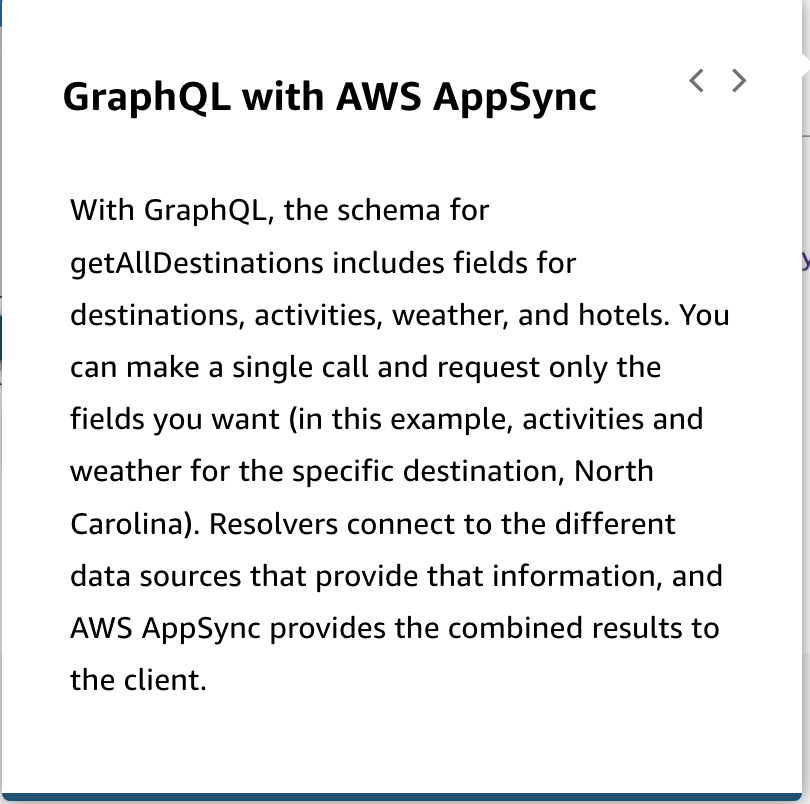 GraphQL with AWS AppSync
With GraphQL, the schema for
getAllDestinations includes fields for
destinations, activities, weather, and hotels. You
can make a single call and request only the
fields you want (in this example, activities and
weather for the specific destination, North
Carolina). Resolvers connect to the different
data sources that provide that information, and
AWS AppSync provides the combined results to
the client.